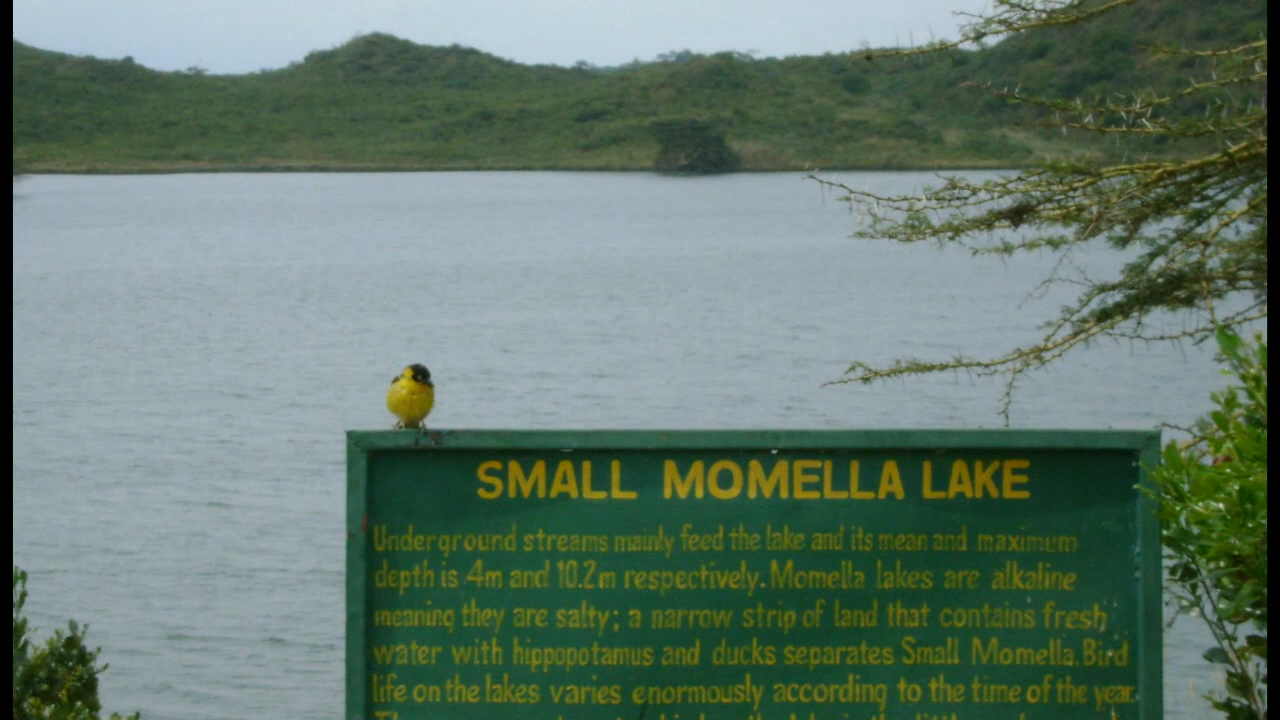 SMALL MOMELLA LAKE
Underground streams mainly feed the lake and its mean and maximum
depth is 4m and 10.2m respectively. Momella lakes are alkaline
meaning they are salty; a narrow strip of land that contains fresh
water with hippopotamus and ducks separates Small Momella. Bird
life on the lakes varies enormously according to the time of the year.